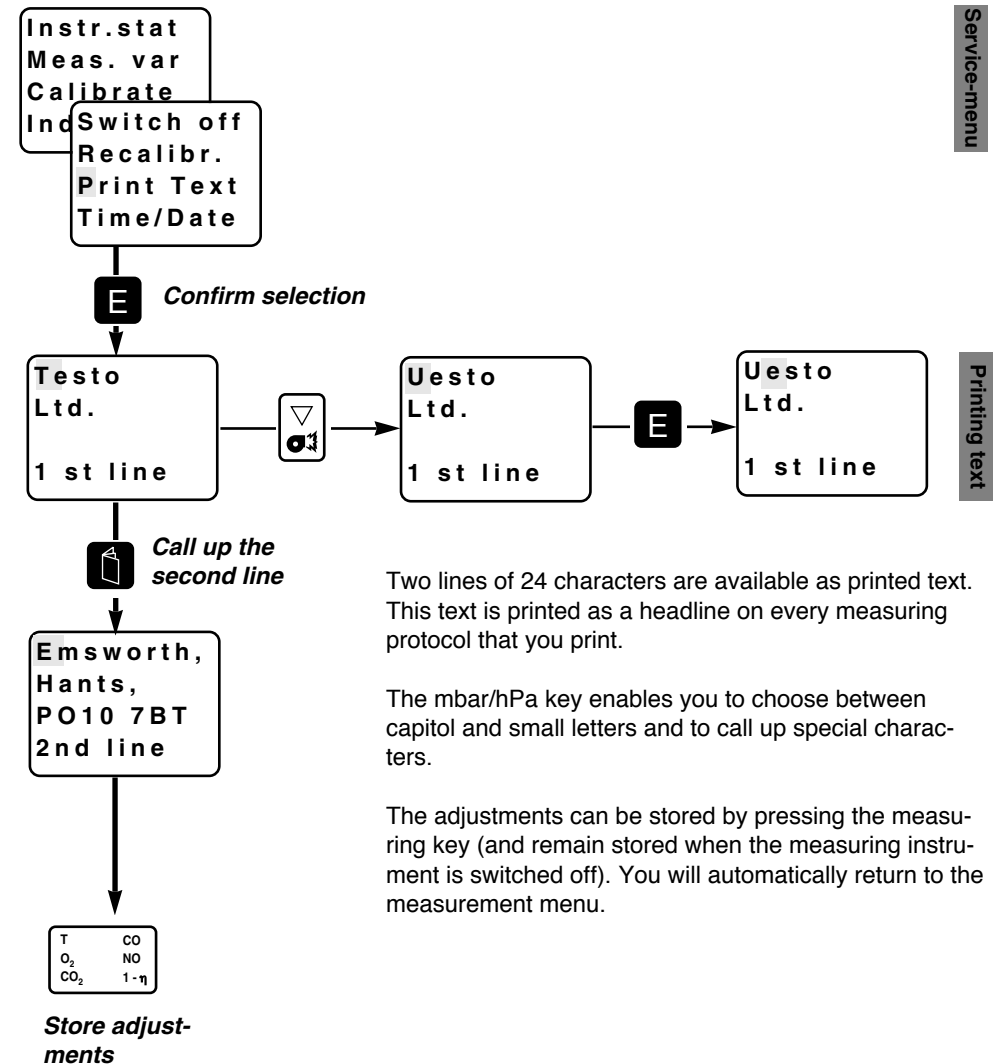 Instr.stat
Meas. var
Calibrate
Ind
Switch off
Recalibr.
Print Text
Time/Date
Service-menu
E
Confirm selection
Testo
Ltd.
1 st line
Uesto
Ltd.
1 st line
E
Uesto
Ltd.
1 st line
Printing text
Call up the
second line
Emsworth,
Hants,
PO10 7BT
2nd line
Two lines of 24 characters are available as printed text.
This text is printed as a headline on every measuring
protocol that you print.
The mbar/hPa key enables you to choose between
capitol and small letters and to call up special charac-
ters.
The adjustments can be stored by pressing the measu-
ring key (and remain stored when the measuring instru-
ment is switched off). You will automatically return to the
measurement menu.
T CO
O₂ NO
CO₂ 1-η
Store adjust-
ments